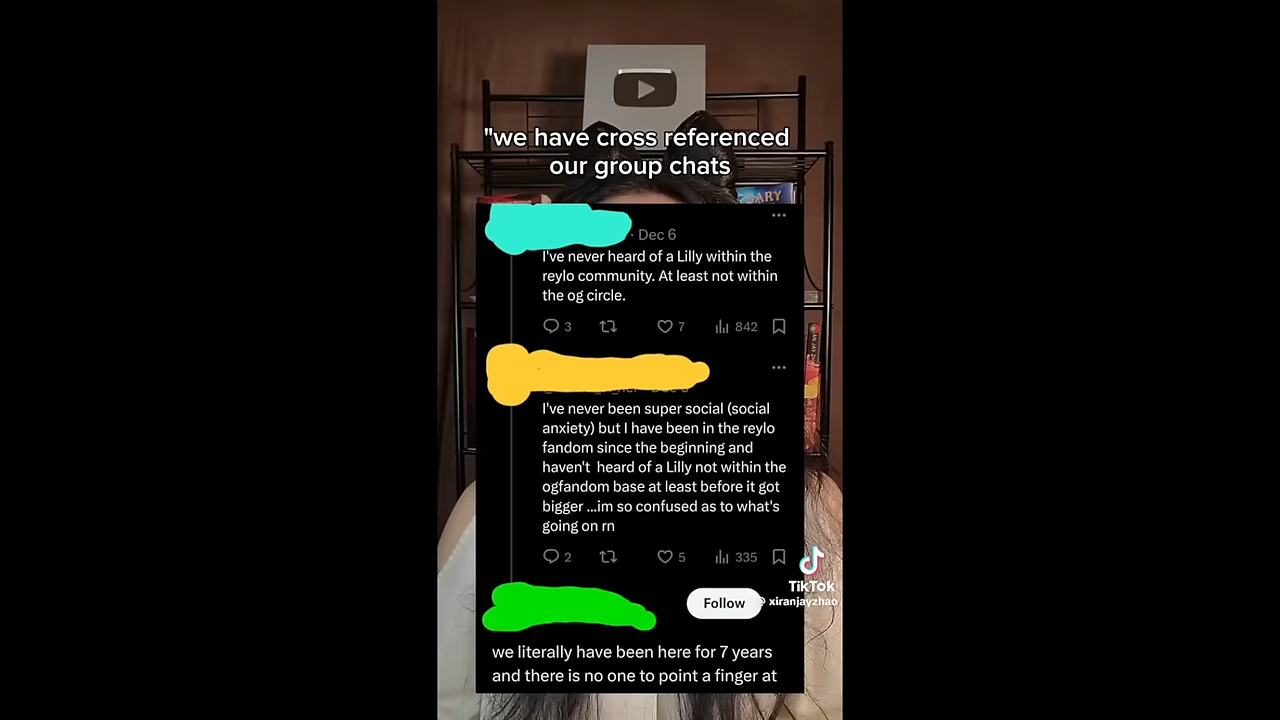 "we have cross referenced
our group chats
ARY
· Dec 6
I've never heard of a Lilly within the
reylo community. At least not within
the og circle.
3 7 842
I've never been super social (social
anxiety) but I have been in the reylo
fandom since the beginning and
haven't heard of a Lilly not within the
ogfandom base at least before it got
bigger ...im so confused as to what's
going on rn
2 5 335
TikTok
xiranjayzhao
Follow
we literally have been here for 7 years
and there is no one to point a finger at